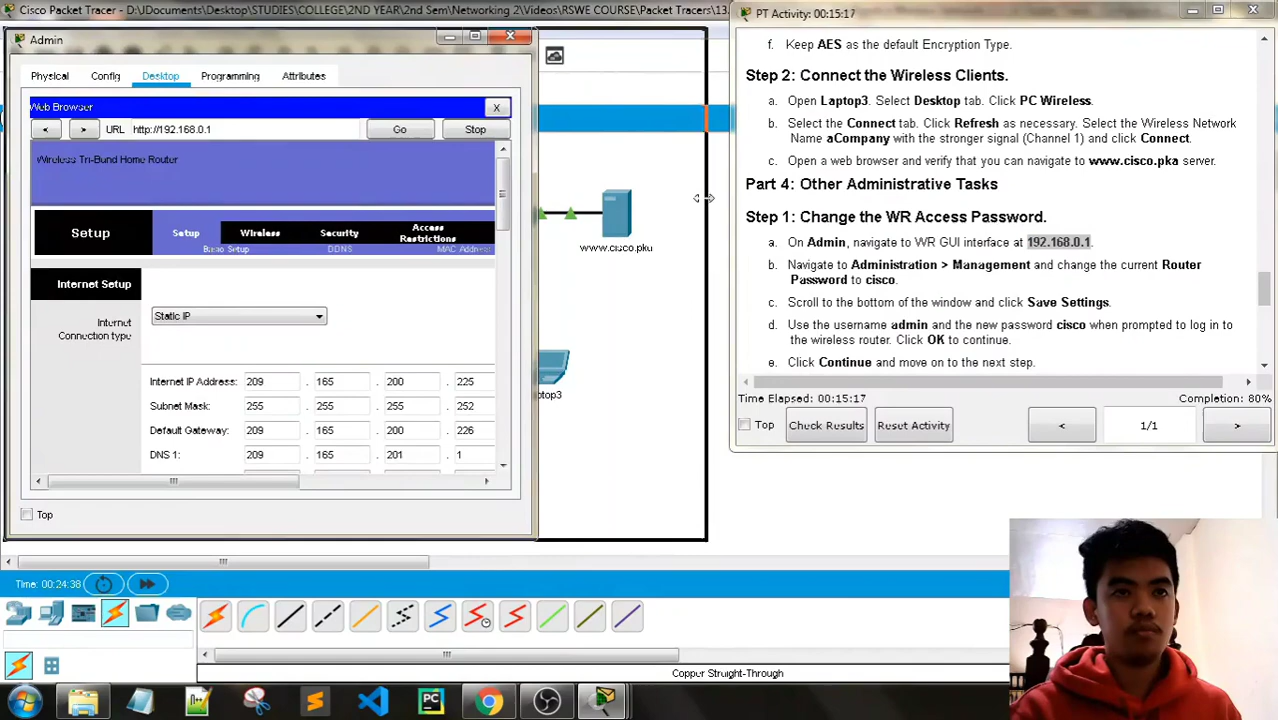 Cisco Packet Tracer - D:\Documents\Desktop\STUDIES\COLLEGE\2ND YEAR\2nd Sem\Networking 2\Videos\RSWE COURSE\Packet Tracers\13.
Admin
Physical Config Desktop Programming Attributes
Web Browser X
< > URL http://192.168.0.1 Go Stop
Wireless Tri-Band Home Router
Setup Setup Wireless Security Access Restrictions
Basic Setup DDNS MAC Address
Internet Setup
Internet Connection type Static IP
Internet IP Address: 209 . 165 . 200 . 225
Subnet Mask: 255 . 255 . 255 . 252
Default Gateway: 209 . 165 . 200 . 226
DNS 1: 209 . 165 . 201 . 1
Top
www.cisco.pka
ptop3
PT Activity: 00:15:17
f. Keep AES as the default Encryption Type.
Step 2: Connect the Wireless Clients.
a. Open Laptop3. Select Desktop tab. Click PC Wireless.
b. Select the Connect tab. Click Refresh as necessary. Select the Wireless Network
Name aCompany with the stronger signal (Channel 1) and click Connect.
c. Open a web browser and verify that you can navigate to www.cisco.pka server.
Part 4: Other Administrative Tasks
Step 1: Change the WR Access Password.
a. On Admin, navigate to WR GUI interface at 192.168.0.1.
b. Navigate to Administration > Management and change the current Router
Password to cisco.
c. Scroll to the bottom of the window and click Save Settings.
d. Use the username admin and the new password cisco when prompted to log in to
the wireless router. Click OK to continue.
e. Click Continue and move on to the next step.
Time Elapsed: 00:15:17 Completion: 80%
Top Check Results Reset Activity < 1/1 >
Time: 00:24:38
Copper Straight-Through
PC